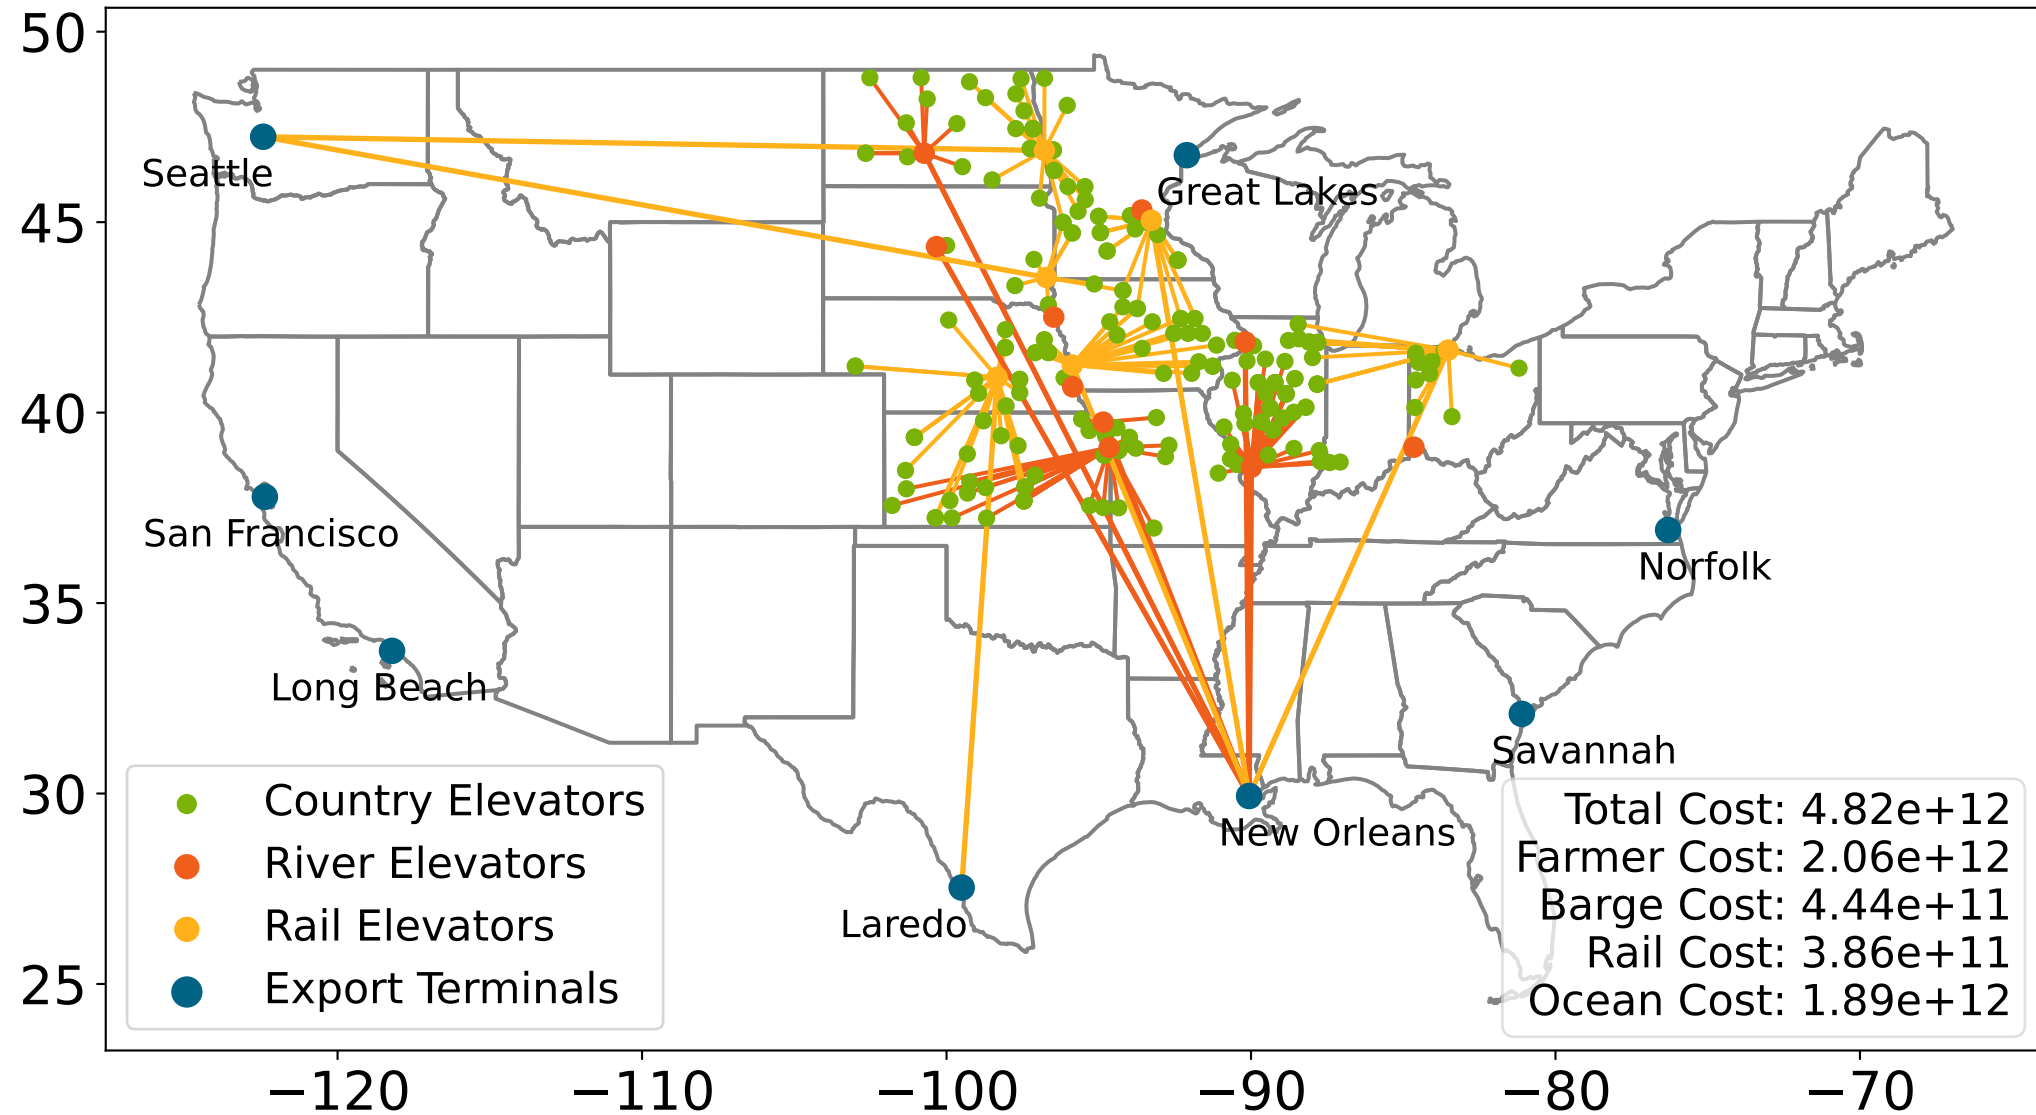 50
45
40
35
30
25
−120
−110
−100
−90
−80
−70
Seattle
Great Lakes
San Francisco
Norfolk
Long Beach
Savannah
New Orleans
Laredo
Country Elevators
River Elevators
Rail Elevators
Export Terminals
Total Cost: 4.82e+12
Farmer Cost: 2.06e+12
Barge Cost: 4.44e+11
Rail Cost: 3.86e+11
Ocean Cost: 1.89e+12